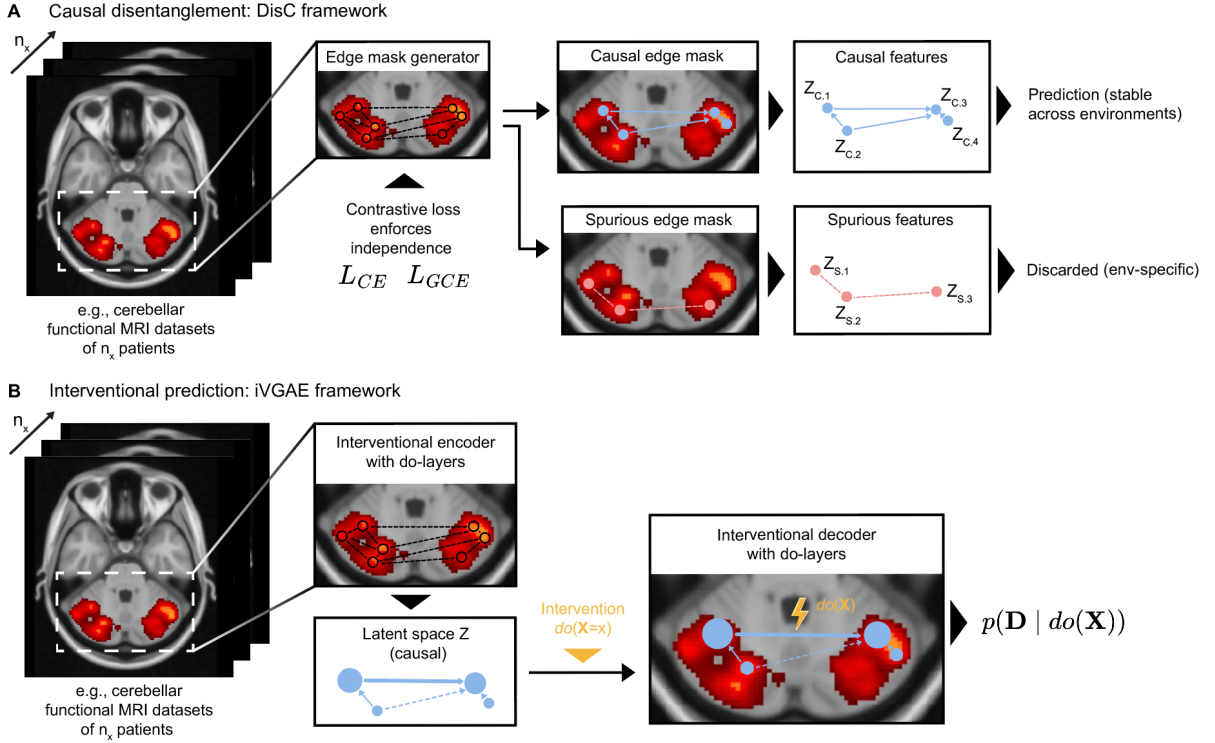 A Causal disentanglement: DisC framework
n_x
e.g., cerebellar
functional MRI datasets
of n_x patients
Edge mask generator
Contrastive loss
enforces
independence
L_CE L_GCE
Causal edge mask
Causal features
Z_C.1
Z_C.2
Z_C.3
Z_C.4
Prediction (stable
across environments)
Spurious edge mask
Spurious features
Z_S.1
Z_S.2
Z_S.3
Discarded (env-specific)
B Interventional prediction: iVGAE framework
n_x
e.g., cerebellar
functional MRI datasets
of n_x patients
Interventional encoder
with do-layers
Latent space Z
(causal)
Intervention
do(X=x)
Interventional decoder
with do-layers
do(X)
p(D | do(X))